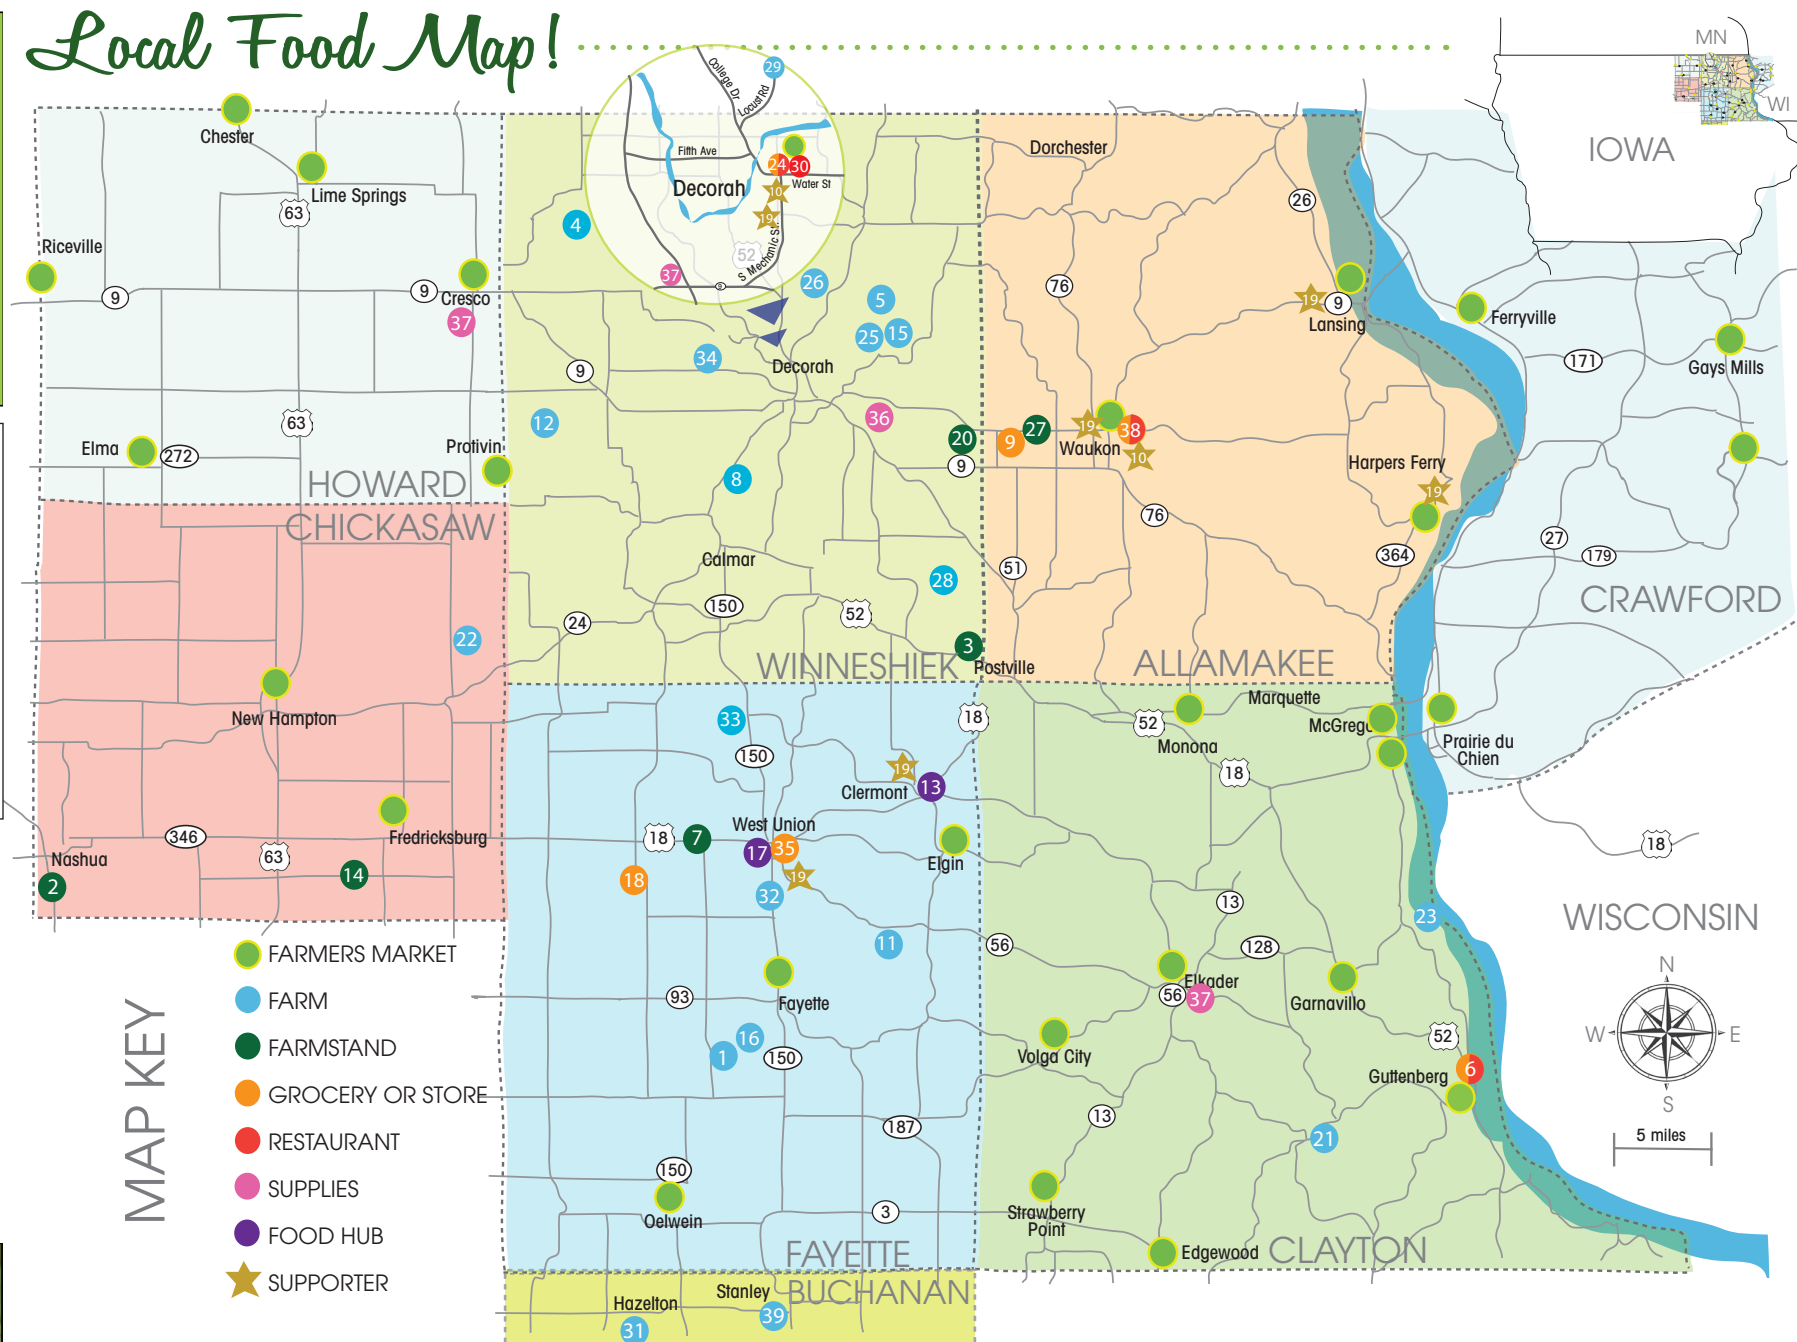 Local Food Map!
MN
WI
IOWA
College Dr
Locust Rd
29
Fifth Ave
24
30
Water St
Decorah
10
19
52
S Mechanic St.
37
9
Chester
Lime Springs
63
Riceville
9
9
Cresco
37
63
Elma
272
Protivin
HOWARD
4
26
5
25
15
34
Decorah
9
12
36
20
9
8
Calmar
28
150
24
52
3
Postville
WINNESHIEK
Dorchester
26
76
19
9
Lansing
9
27
19
38
Waukon
10
Harpers Ferry
19
76
51
364
ALLAMAKEE
Ferryville
171
Gays Mills
27
179
CRAWFORD
CHICKASAW
22
New Hampton
346
63
Fredricksburg
Nashua
2
14
33
18
150
19
Clermont
13
West Union
18
7
17
35
Elgin
18
19
32
11
93
Fayette
16
1
150
187
150
Oelwein
3
FAYETTE
Marquette
52
McGreg
Monona
18
Prairie du
Chien
18
13
23
WISCONSIN
56
128
Elkader
56
37
Garnavillo
Volga City
52
Guttenberg
6
13
21
Strawberry
Point
Edgewood
CLAYTON
Stanley
BUCHANAN
Hazelton
39
31
MAP KEY
FARMERS MARKET
FARM
FARMSTAND
GROCERY OR STORE
RESTAURANT
SUPPLIES
FOOD HUB
SUPPORTER
N
W
E
S
5 miles